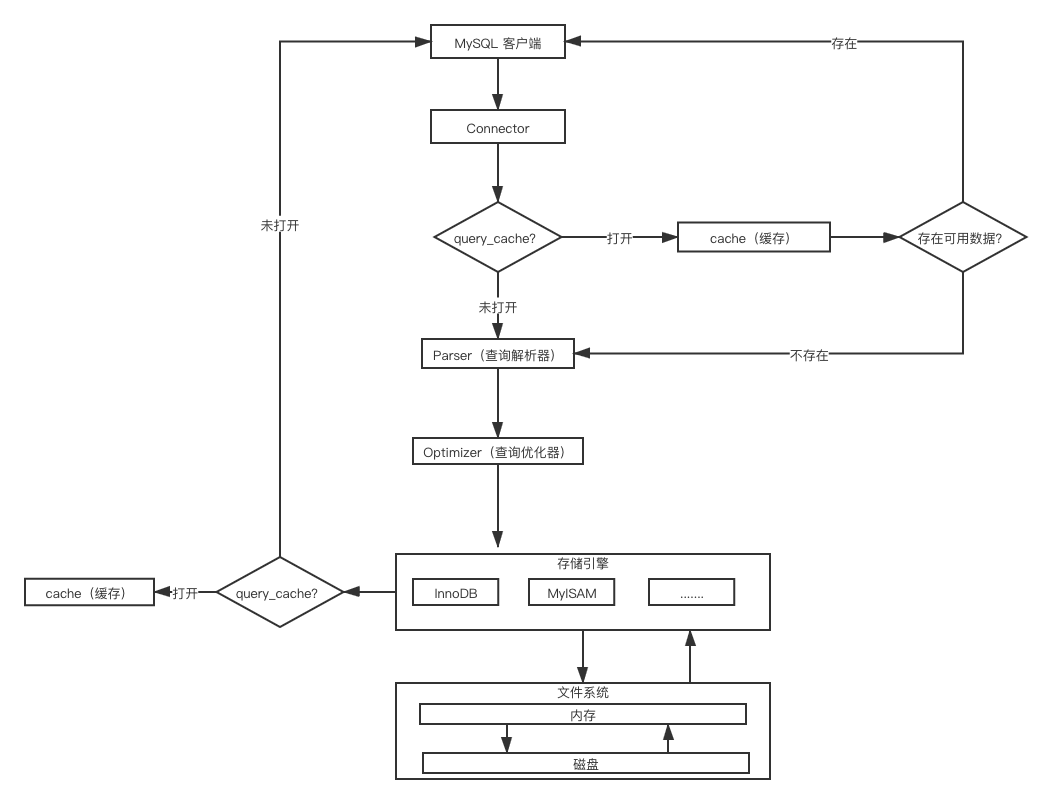 MySQL 客户端
存在
Connector
未打开
query_cache?
打开
cache（缓存）
存在可用数据?
未打开
Parser（查询解析器）
不存在
Optimizer（查询优化器）
存储引擎
InnoDB
MyISAM
.......
cache（缓存）
打开
query_cache?
文件系统
内存
磁盘